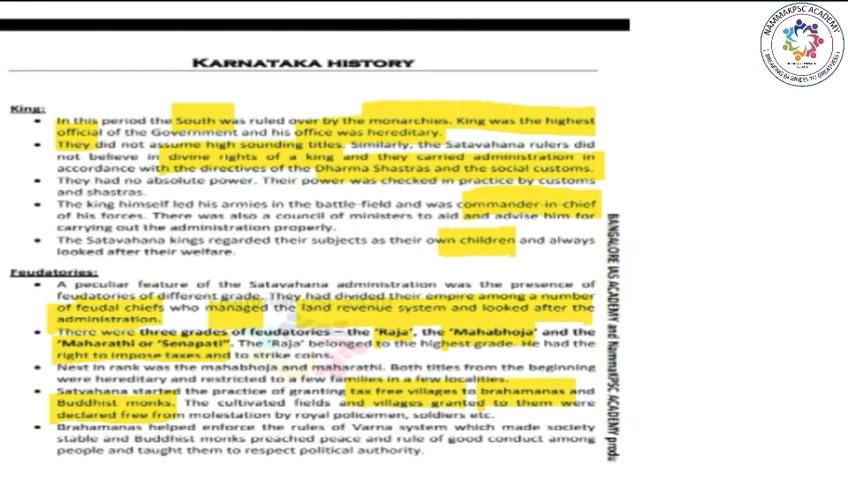 NAMMAKPSC ACADEMY
KARNATAKA HISTORY
King:
• In this period the South was ruled over by the monarchies. King was the highest
official of the Government and his office was hereditary.
• They did not assume high sounding titles. Similarly, the Satavahana rulers did
not believe in divine rights of a king and they carried administration in
accordance with the directives of the Dharma Shastras and the social customs.
• They had no absolute power. Their power was checked in practice by customs
and shastras.
• The king himself led his armies in the battle-field and was commander-in-chief
of his forces. There was also a council of ministers to aid and advise him for
carrying out the administration properly.
• The Satavahana kings regarded their subjects as their own children and always
looked after their welfare.
Feudatories:
• A peculiar feature of the Satavahana administration was the presence of
feudatories of different grade. They had divided their empire among a number
of feudal chiefs who managed the land revenue system and looked after the
administration.
• There were three grades of feudatories – the 'Raja', the 'Mahabhoja' and the
'Maharathi or 'Senapati". The 'Raja' belonged to the highest grade. He had the
right to impose taxes and to strike coins.
• Next in rank was the mahabhoja and maharathi. Both titles from the beginning
were hereditary and restricted to a few families in a few localities.
• Satvahana started the practice of granting tax free villages to brahamanas and
Buddhist monks. The cultivated fields and villages granted to them were
declared free from molestation by royal policemen, soldiers etc.
• Brahamanas helped enforce the rules of Varna system which made society
stable and Buddhist monks preached peace and rule of good conduct among
people and taught them to respect political authority.
BANGALORE IAS ACADEMY and NammaKPSC ACADEMY produ